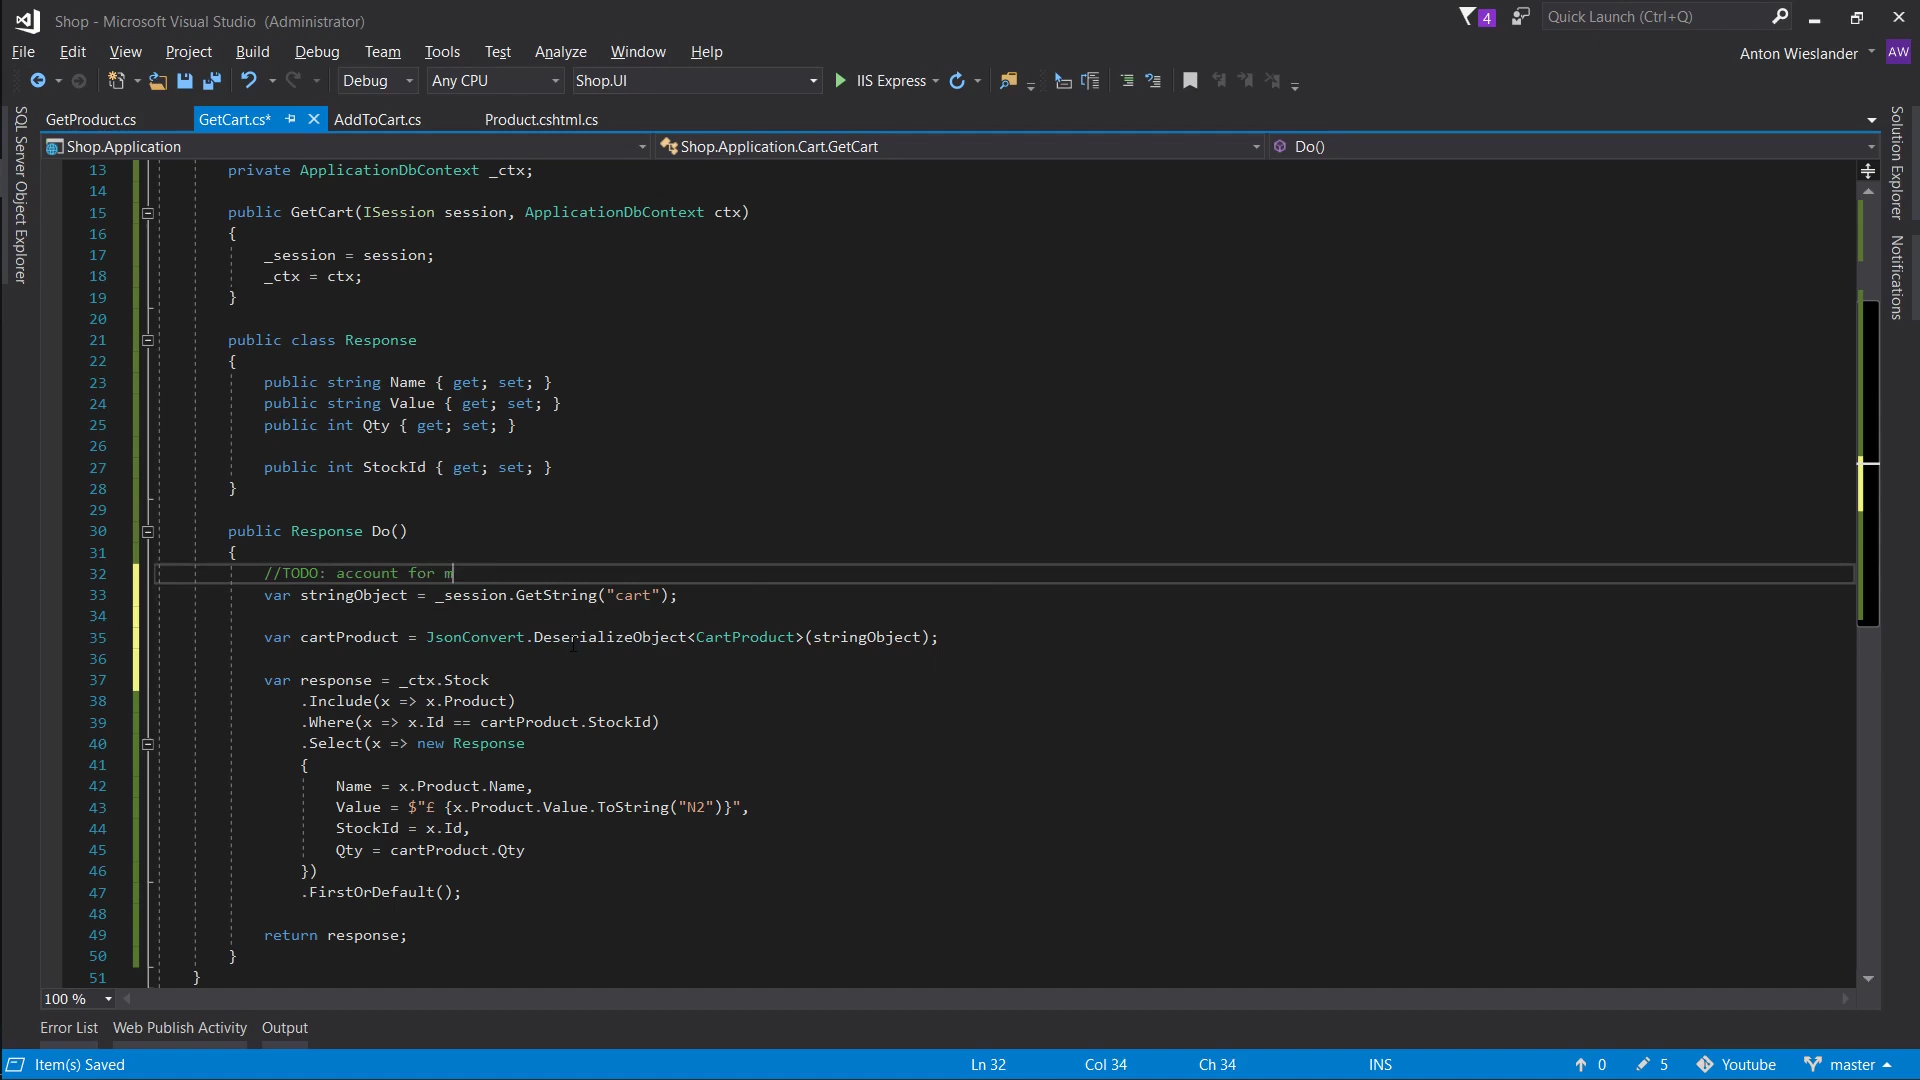 Shop - Microsoft Visual Studio (Administrator)
4
Quick Launch (Ctrl+Q)
File Edit View Project Build Debug Team Tools Test Analyze Window Help
Anton Wieslander AW
Debug Any CPU Shop.UI IIS Express
SQL Server Object Explorer
Solution Explorer
Notifications
GetProduct.cs GetCart.cs* AddToCart.cs Product.cshtml.cs
Shop.Application Shop.Application.Cart.GetCart Do()
13 private ApplicationDbContext _ctx;
14
15 public GetCart(ISession session, ApplicationDbContext ctx)
16 {
17 _session = session;
18 _ctx = ctx;
19 }
20
21 public class Response
22 {
23 public string Name { get; set; }
24 public string Value { get; set; }
25 public int Qty { get; set; }
26
27 public int StockId { get; set; }
28 }
29
30 public Response Do()
31 {
32 //TODO: account for m
33 var stringObject = _session.GetString("cart");
34
35 var cartProduct = JsonConvert.DeserializeObject<CartProduct>(stringObject);
36
37 var response = _ctx.Stock
38 .Include(x => x.Product)
39 .Where(x => x.Id == cartProduct.StockId)
40 .Select(x => new Response
41 {
42 Name = x.Product.Name,
43 Value = $"£ {x.Product.Value.ToString("N2")}",
44 StockId = x.Id,
45 Qty = cartProduct.Qty
46 })
47 .FirstOrDefault();
48
49 return response;
50 }
51 }
100 %
Error List Web Publish Activity Output
Item(s) Saved Ln 32 Col 34 Ch 34 INS 0 5 Youtube master